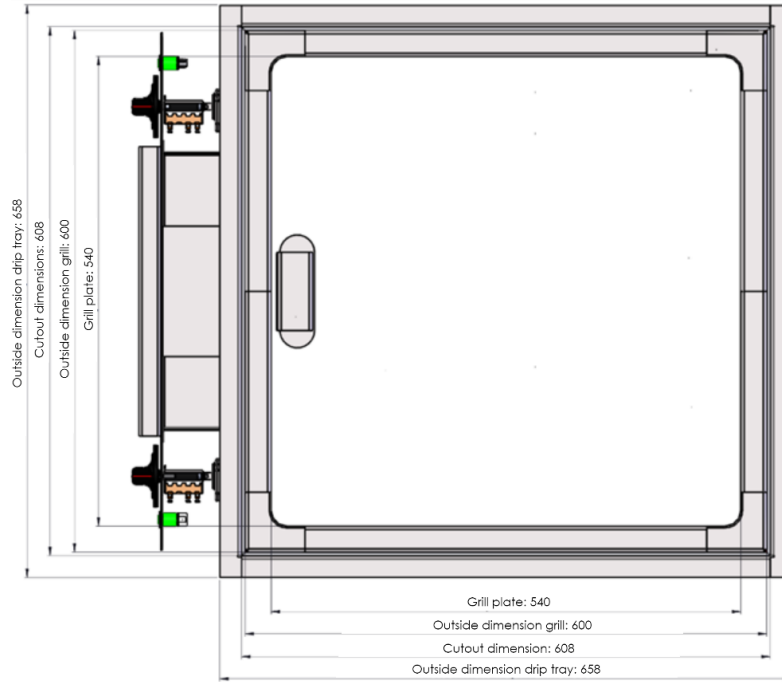 Outside dimension drip tray: 658
Cutout dimensions: 608
Outside dimension grill: 600
Grill plate: 540
Grill plate: 540
Outside dimension grill: 600
Cutout dimension: 608
Outside dimension drip tray: 658